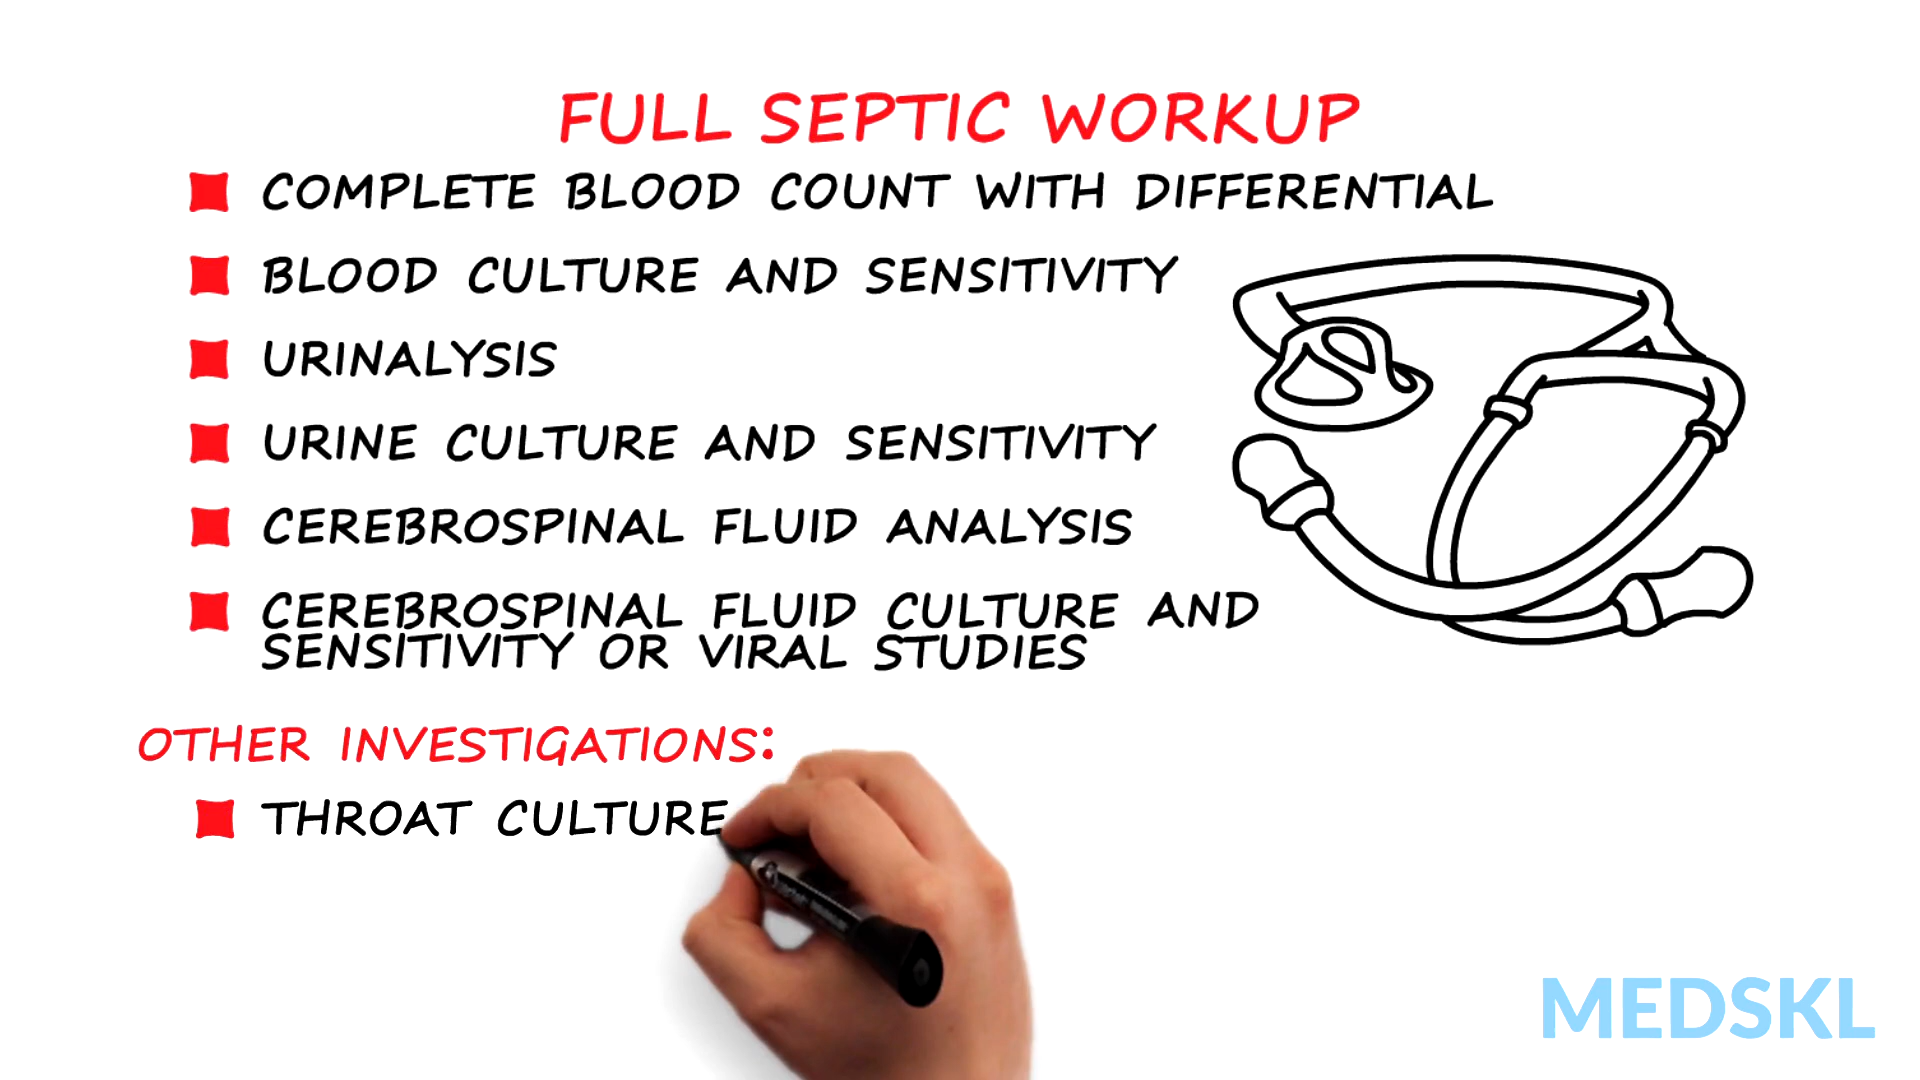 FULL SEPTIC WORKUP
COMPLETE BLOOD COUNT WITH DIFFERENTIAL
BLOOD CULTURE AND SENSITIVITY
URINALYSIS
URINE CULTURE AND SENSITIVITY
CEREBROSPINAL FLUID ANALYSIS
CEREBROSPINAL FLUID CULTURE AND
SENSITIVITY OR VIRAL STUDIES
OTHER INVESTIGATIONS:
THROAT CULTURE
MEDSKL